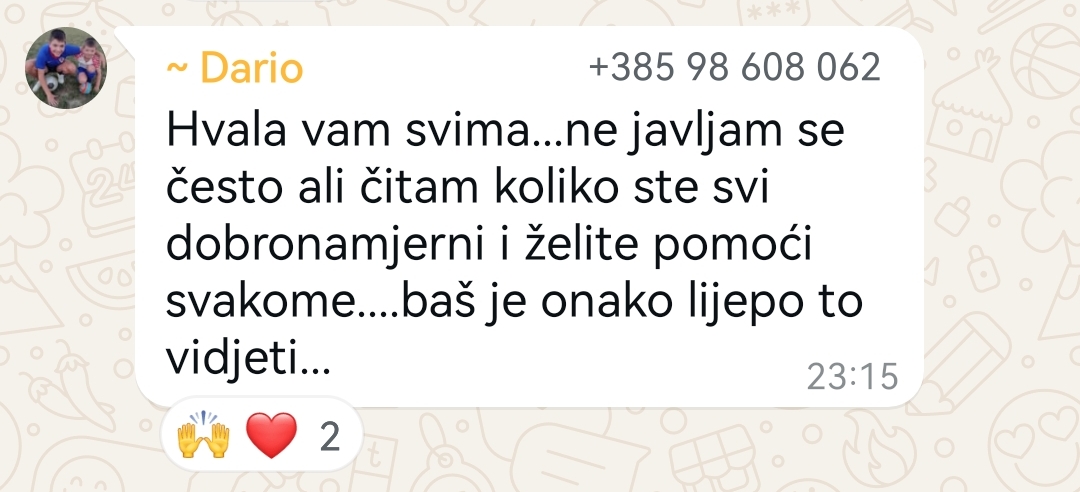 ~ Dario +385 98 608 062
Hvala vam svima...ne javljam se
često ali čitam koliko ste svi
dobronamjerni i želite pomoći
svakome....baš je onako lijepo to
vidjeti...
23:15
2